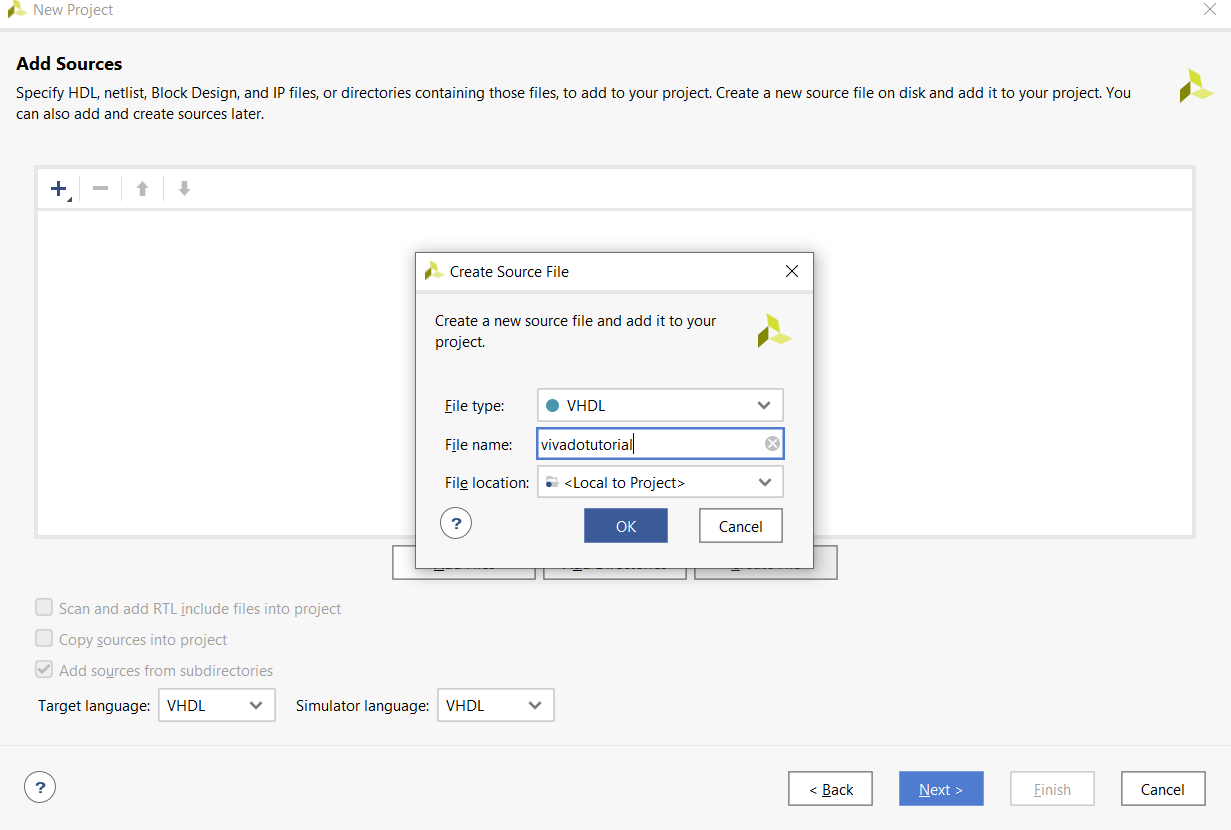 New Project
Add Sources
Specify HDL, netlist, Block Design, and IP files, or directories containing those files, to add to your project. Create a new source file on disk and add it to your project. You
can also add and create sources later.
Create Source File
Create a new source file and add it to your
project.
File type: VHDL
File name: vivadotutorial
File location: <Local to Project>
? OK Cancel
Scan and add RTL include files into project
Copy sources into project
Add sources from subdirectories
Target language: VHDL Simulator language: VHDL
? < Back Next > Finish Cancel